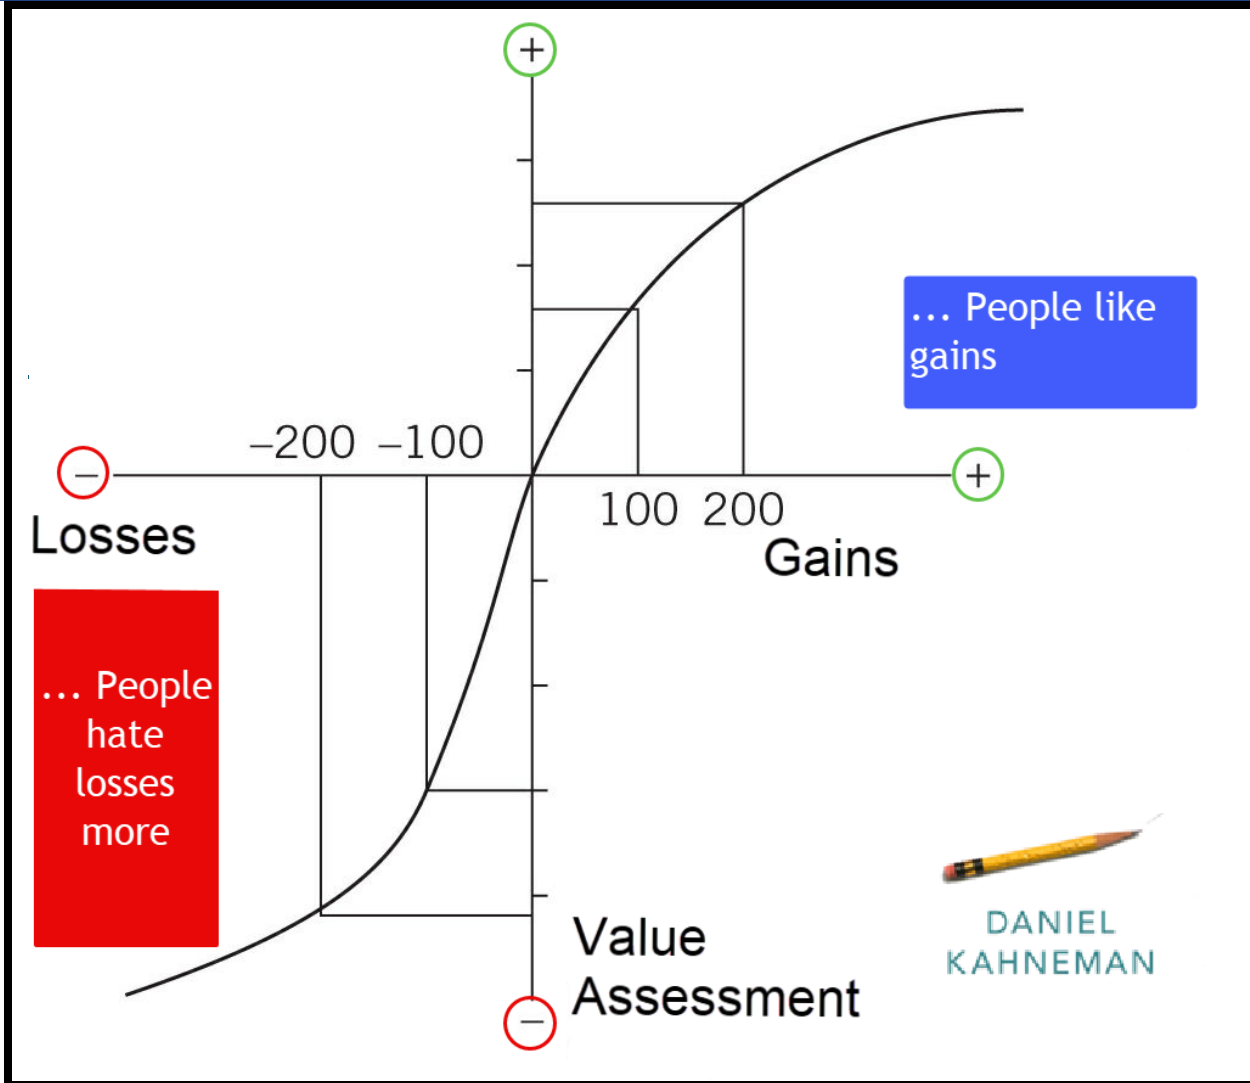 +
... People like
gains
–200 –100
–
+
100 200
Losses
Gains
... People
hate
losses
more
Value
Assessment
DANIEL
KAHNEMAN
–